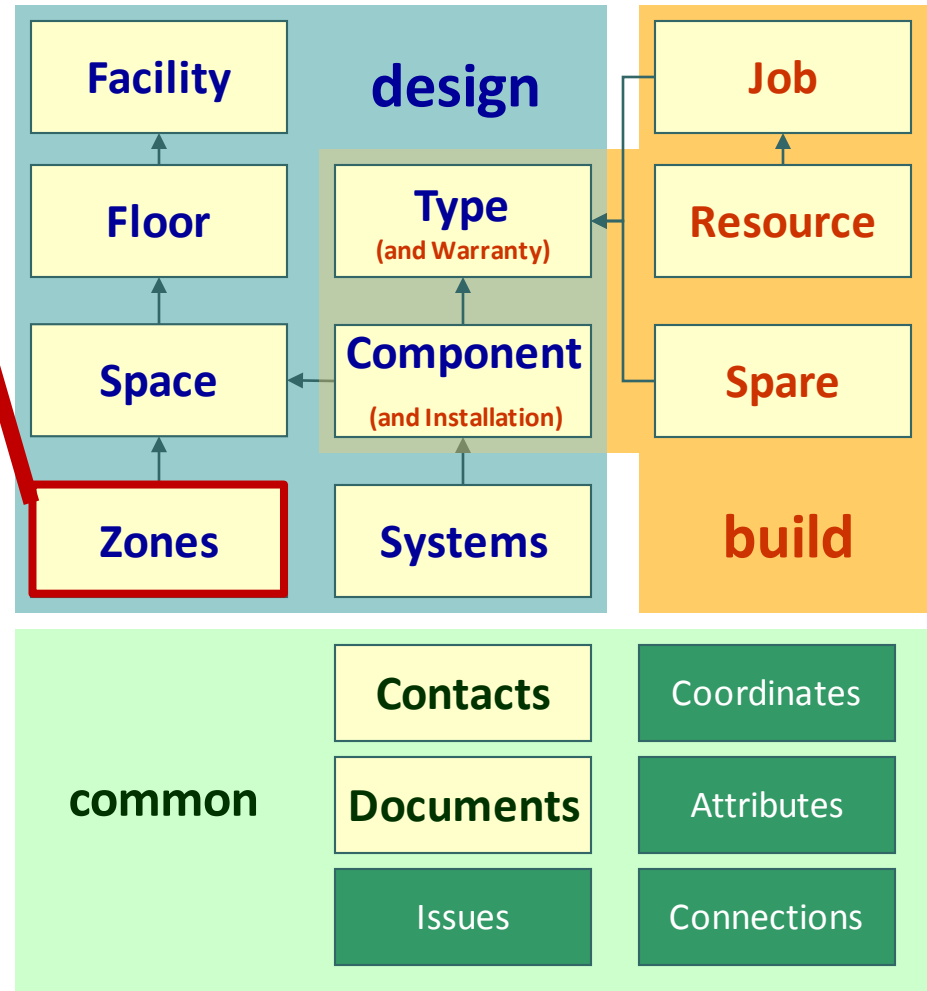 Facility
design
Job
Floor
Type
(and Warranty)
Resource
Space
Component
(and Installation)
Spare
Zones
Systems
build
Contacts
Coordinates
common
Documents
Attributes
Issues
Connections